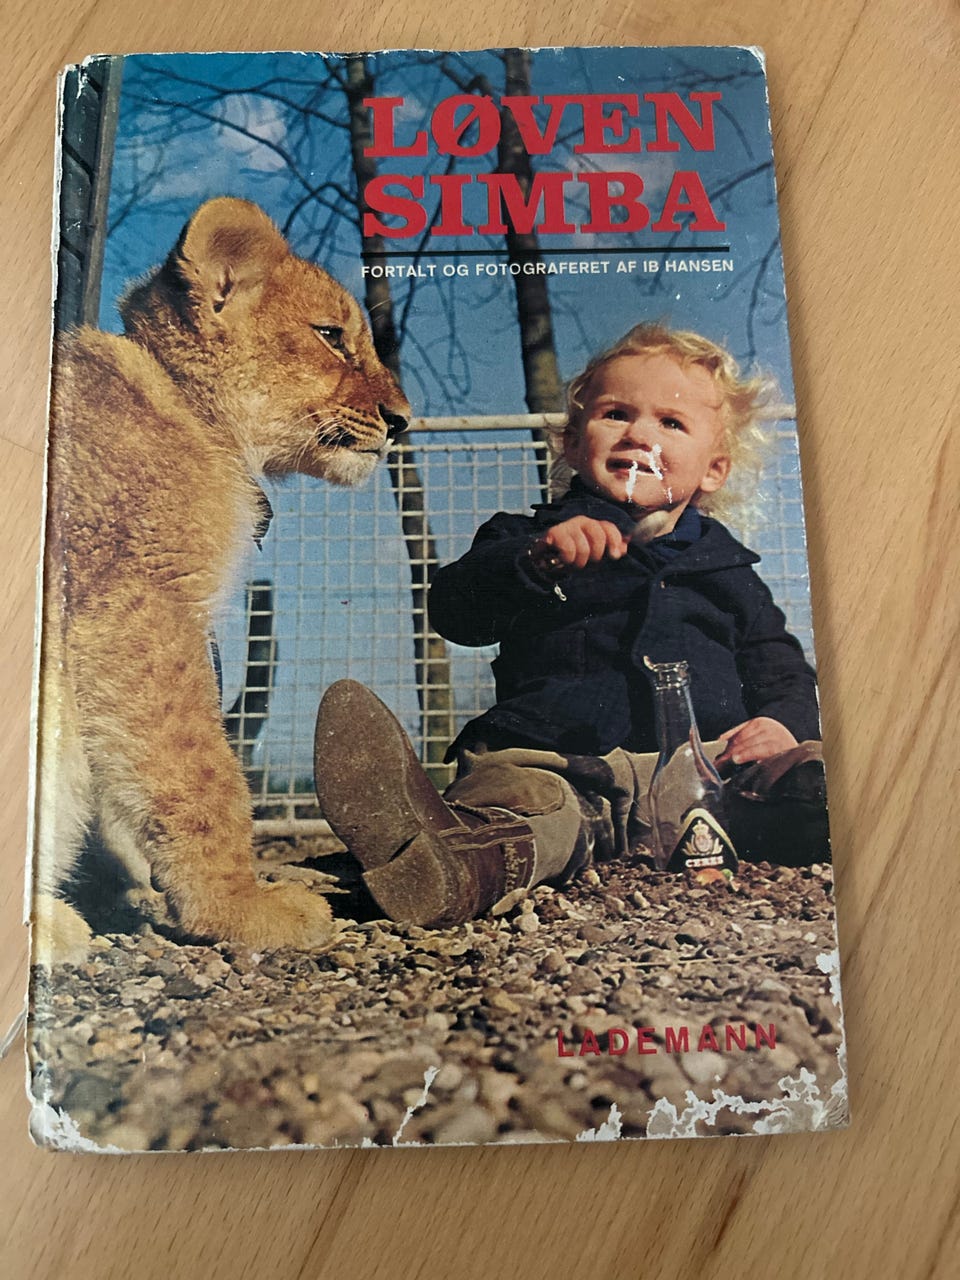 LØVEN
SIMBA
FORTALT OG FOTOGRAFERET AF IB HANSEN
CERES
LADEMANN